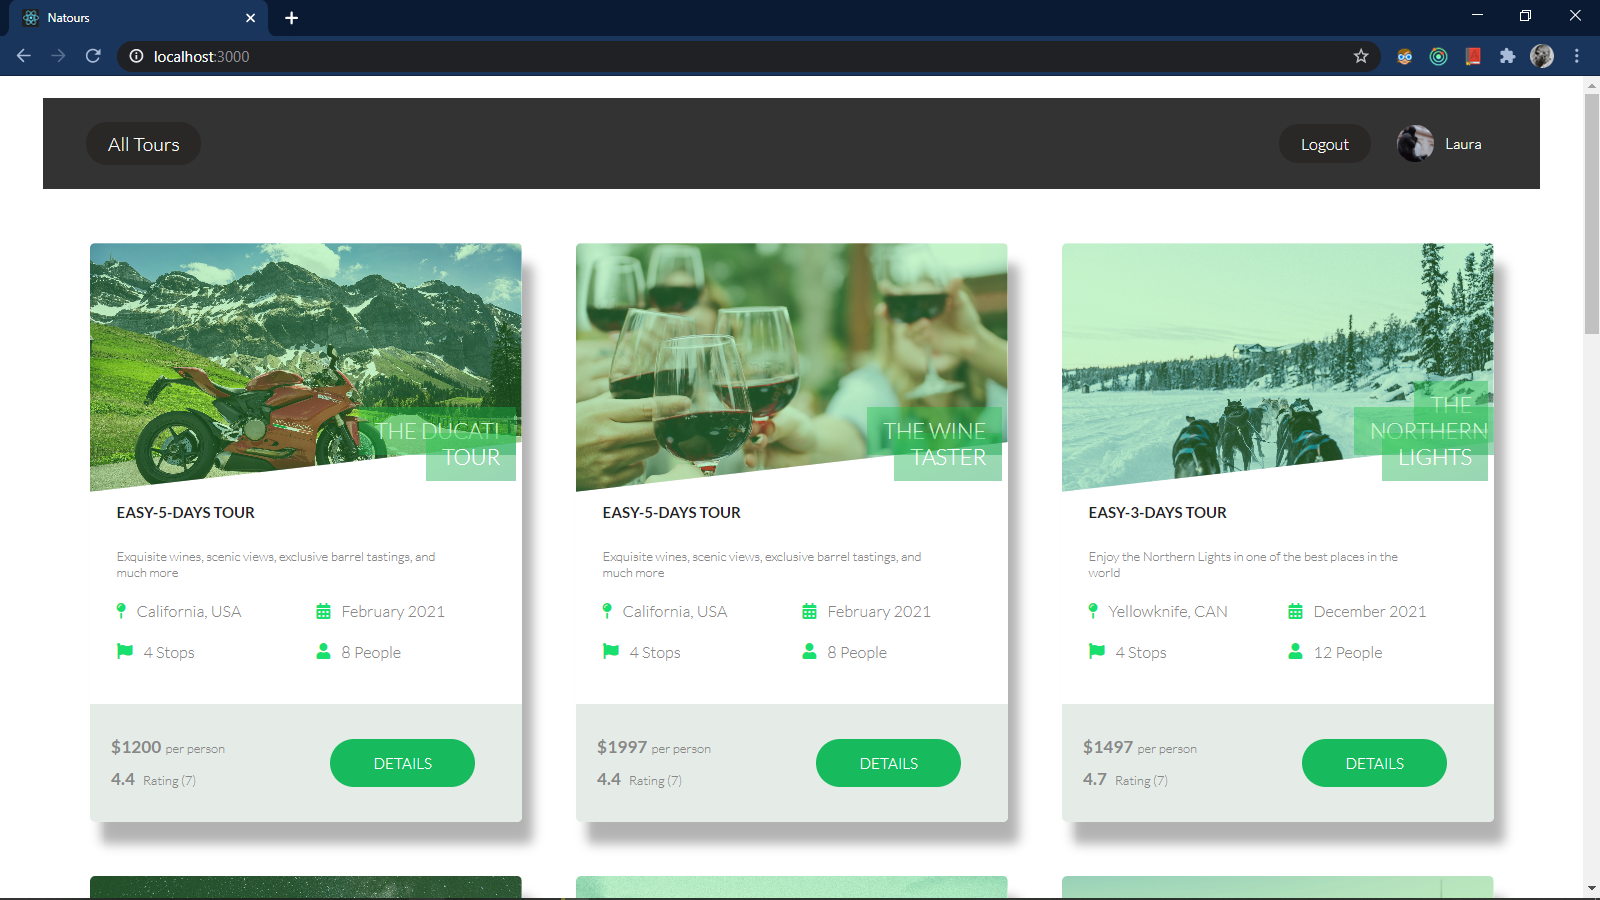 Natours
localhost:3000
All Tours
Logout
Laura
THE DUCATI
TOUR
EASY-5-DAYS TOUR
Exquisite wines, scenic views, exclusive barrel tastings, and
much more
California, USA
February 2021
4 Stops
8 People
$1200 per person
4.4 Rating (7)
DETAILS
THE WINE
TASTER
EASY-5-DAYS TOUR
Exquisite wines, scenic views, exclusive barrel tastings, and
much more
California, USA
February 2021
4 Stops
8 People
$1997 per person
4.4 Rating (7)
DETAILS
THE
NORTHERN
LIGHTS
EASY-3-DAYS TOUR
Enjoy the Northern Lights in one of the best places in the
world
Yellowknife, CAN
December 2021
4 Stops
12 People
$1497 per person
4.7 Rating (7)
DETAILS